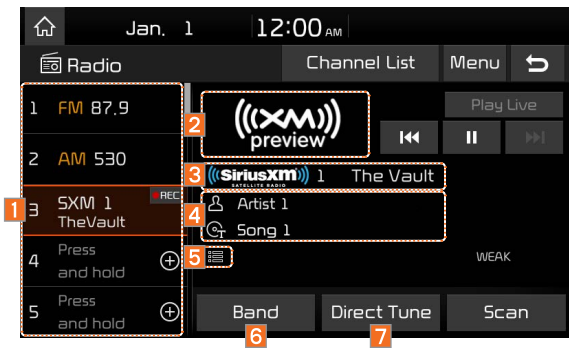 Jan. 1 12:00 AM
Radio Channel List Menu
1 FM 87.9
2 AM 530
3 SXM 1 TheVault REC
4 Press and hold
5 Press and hold
1
2
((XM)) preview
Play Live
3
((SiriusXM)) SATELLITE RADIO 1 The Vault
4
Artist 1
Song 1
5
WEAK
Band Direct Tune Scan
6 7